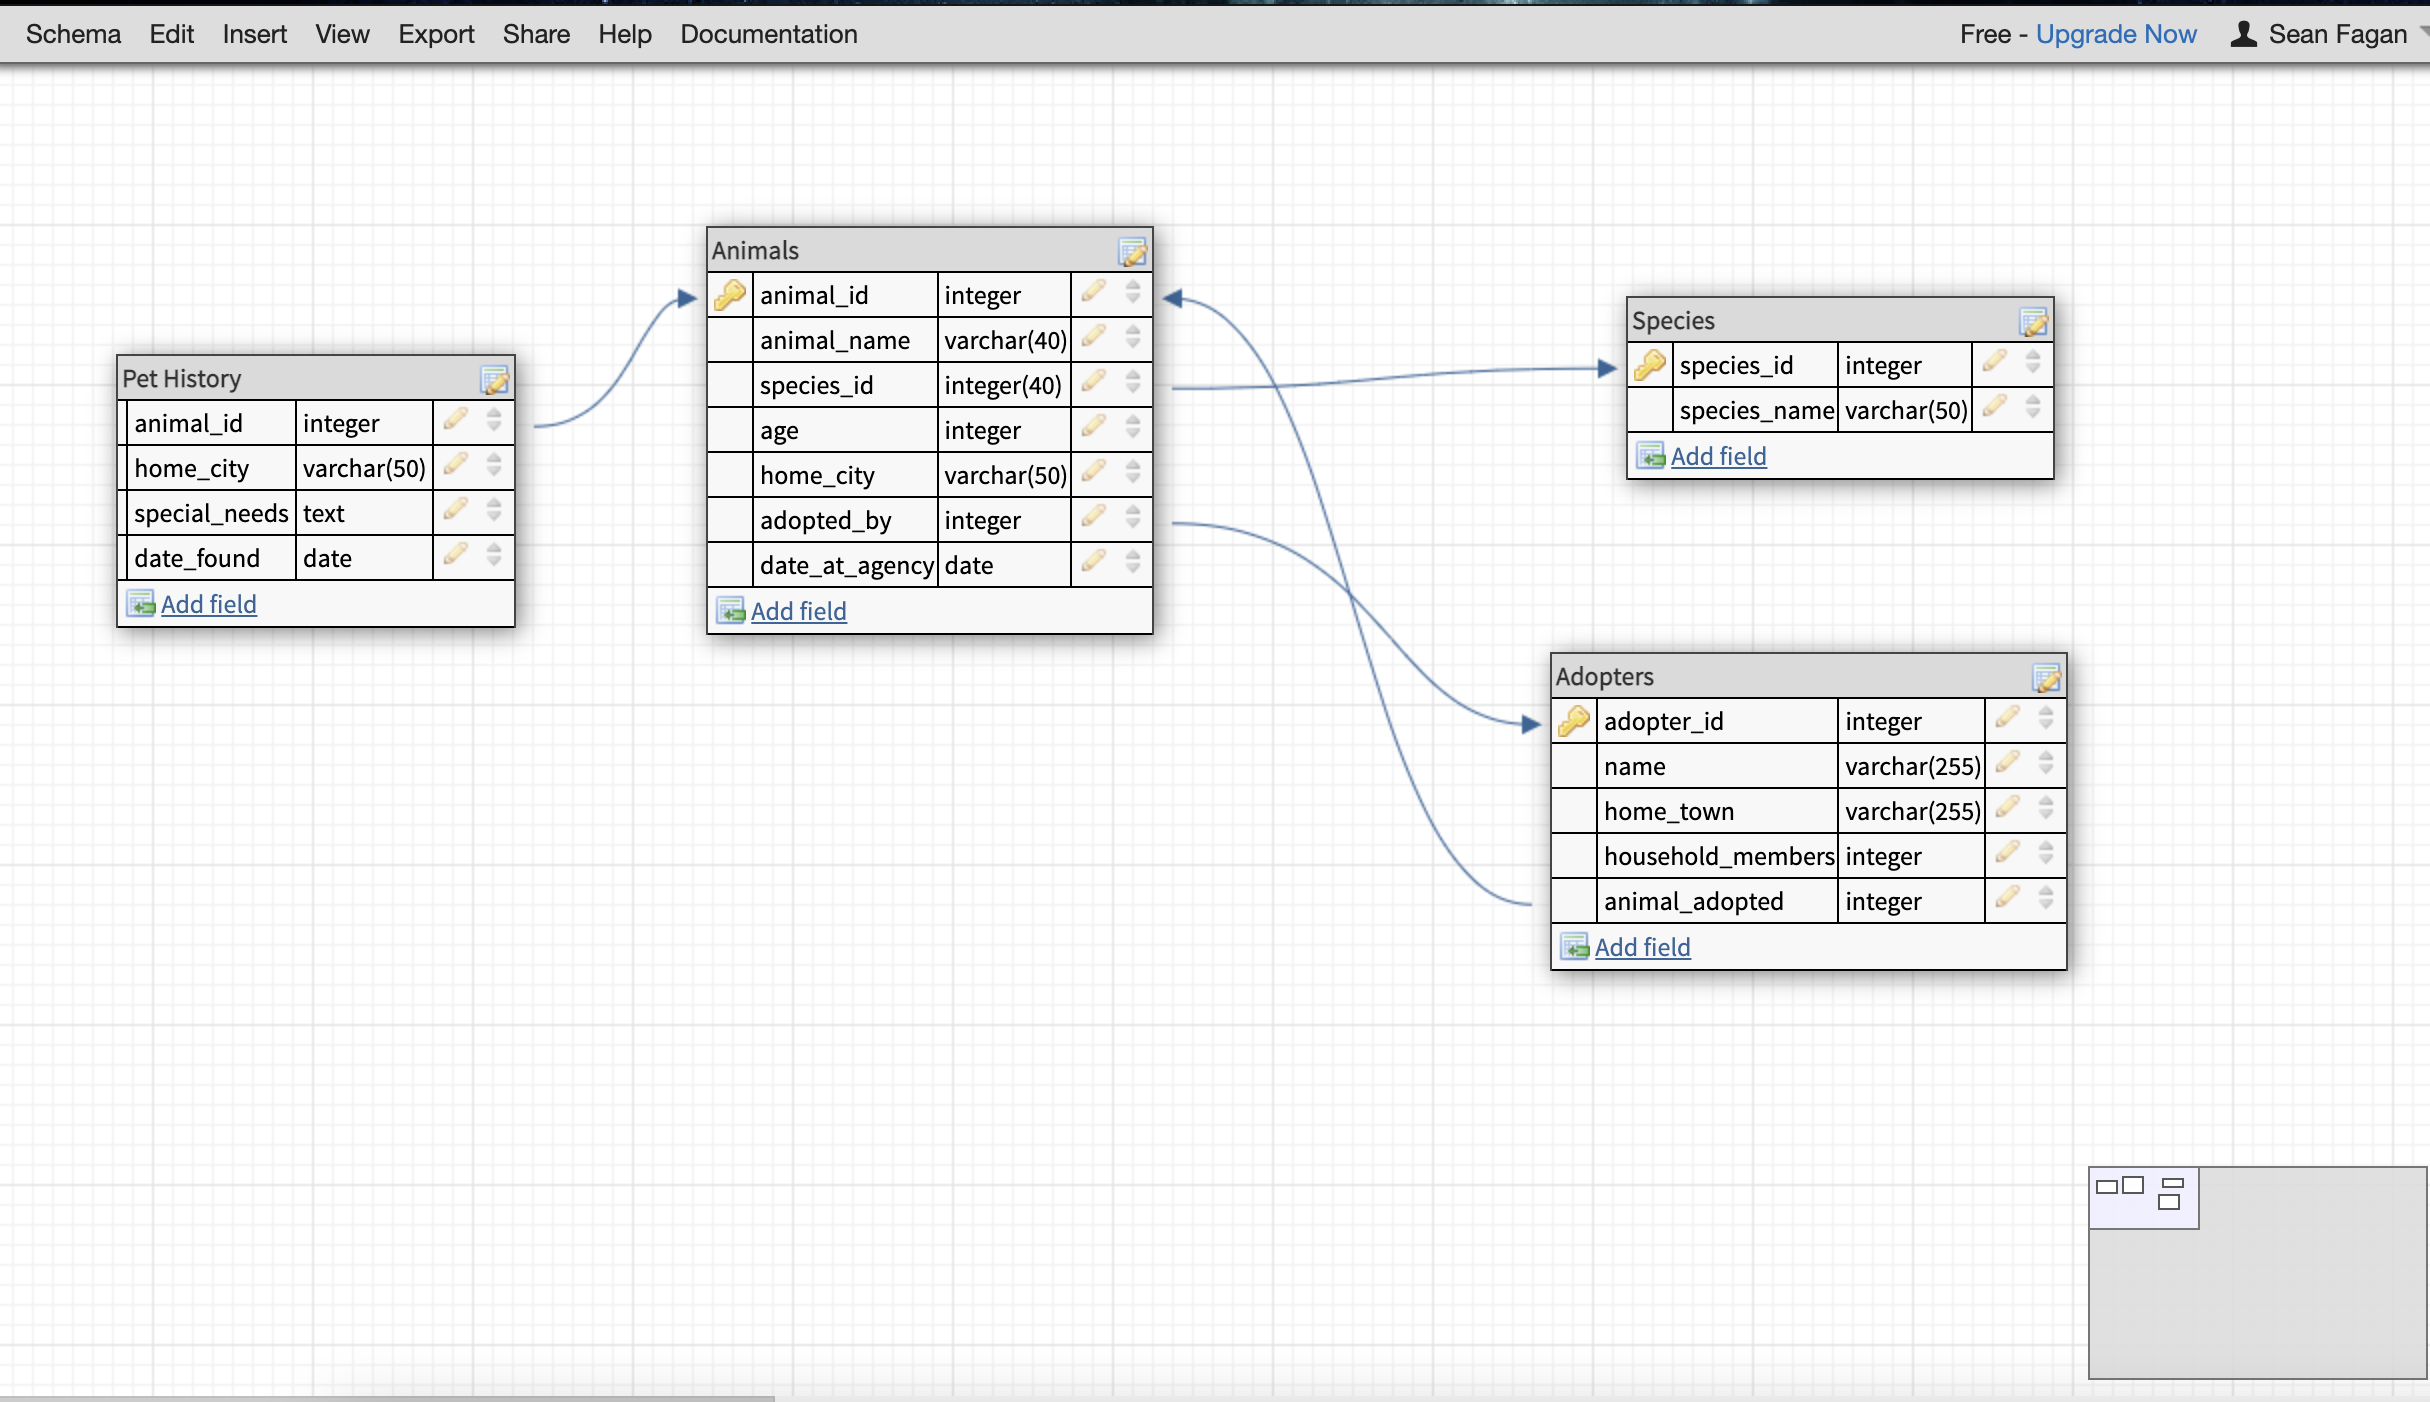 Schema Edit Insert View Export Share Help Documentation Free - Upgrade Now Sean Fagan
Pet History
animal_id integer
home_city varchar(50)
special_needs text
date_found date
Add field
Animals
animal_id integer
animal_name varchar(40)
species_id integer(40)
age integer
home_city varchar(50)
adopted_by integer
date_at_agency date
Add field
Species
species_id integer
species_name varchar(50)
Add field
Adopters
adopter_id integer
name varchar(255)
home_town varchar(255)
household_members integer
animal_adopted integer
Add field